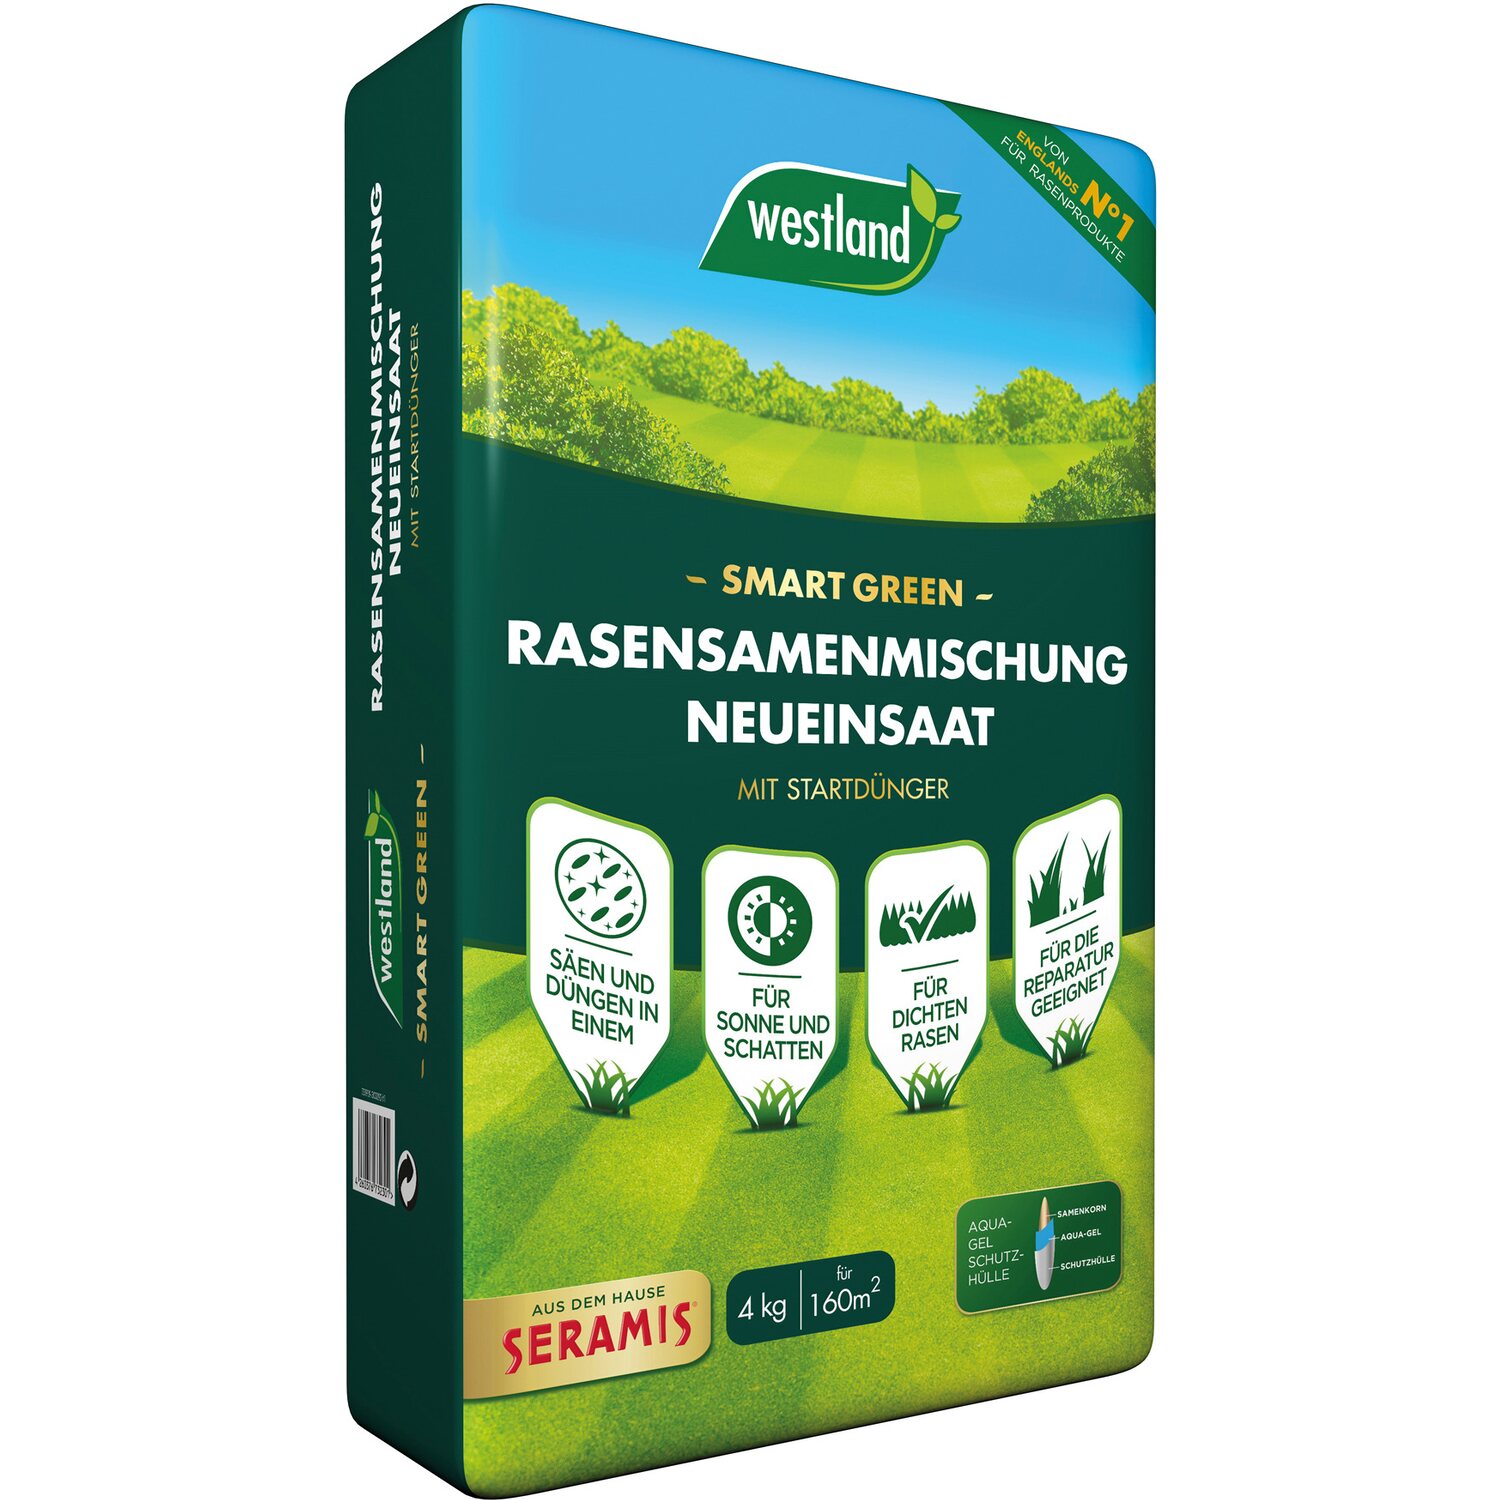 westland
VON
ENGLANDS Nº1
FÜR RASENPRODUKTE
- SMART GREEN -
RASENSAMENMISCHUNG
NEUEINSAAT
MIT STARTDÜNGER
SÄEN UND
DÜNGEN IN
EINEM
FÜR
SONNE UND
SCHATTEN
FÜR
DICHTEN
RASEN
FÜR DIE
REPARATUR
GEEIGNET
AQUA-
GEL
SCHUTZ-
HÜLLE
SAMENKORN
AQUA-GEL
SCHUTZHÜLLE
AUS DEM HAUSE
SERAMIS®
4 kg
für
160m²
RASENSAMENMISCHUNG
NEUEINSAAT
MIT STARTDÜNGER
westland
- SMART GREEN -